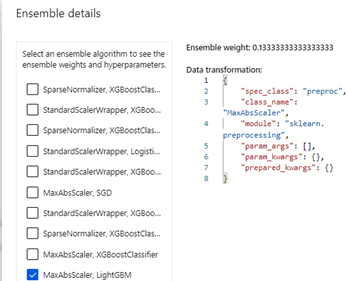 Ensemble details
Select an ensemble algorithm to see the
ensemble weights and hyperparameters.
SparseNormalizer, XGBoostClas...
StandardScalerWrapper, XGBoo...
SparseNormalizer, XGBoostClas...
StandardScalerWrapper, Logisti...
StandardScalerWrapper, XGBoo...
MaxAbsScaler, SGD
StandardScalerWrapper, XGBoo...
SparseNormalizer, XGBoostClas...
MaxAbsScaler, XGBoostClassifier
MaxAbsScaler, LightGBM
Ensemble weight: 0.13333333333333333
Data transformation:
1 {
2 "spec_class": "preproc",
3 "class_name":
"MaxAbsScaler",
4 "module": "sklearn.
preprocessing",
5 "param_args": [],
6 "param_kwargs": {},
7 "prepared_kwargs": {}
8 }